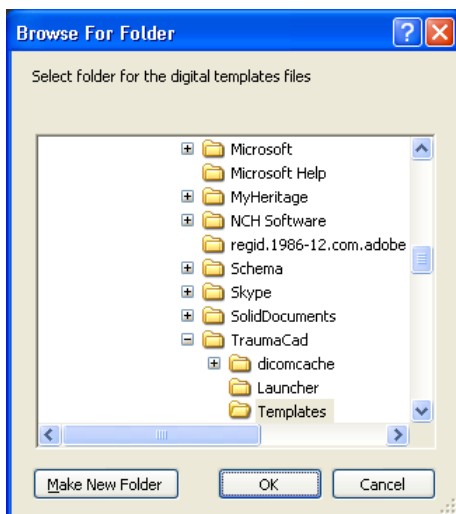 Browse For Folder
Select folder for the digital templates files
Microsoft
Microsoft Help
MyHeritage
NCH Software
regid.1986-12.com.adobe
Schema
Skype
SolidDocuments
TraumaCad
dicomcache
Launcher
Templates
Make New Folder OK Cancel